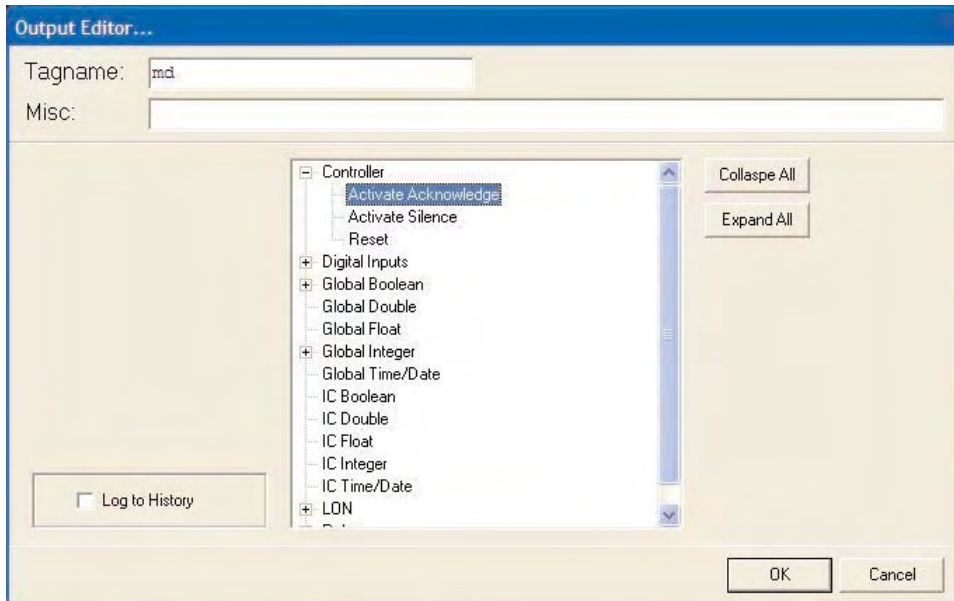 Output Editor...
Tagname: md
Misc:
Controller
Activate Acknowledge
Activate Silence
Reset
Digital Inputs
Global Boolean
Global Double
Global Float
Global Integer
Global Time/Date
IC Boolean
IC Double
IC Float
IC Integer
IC Time/Date
LON
Collaspe All
Expand All
Log to History
OK
Cancel